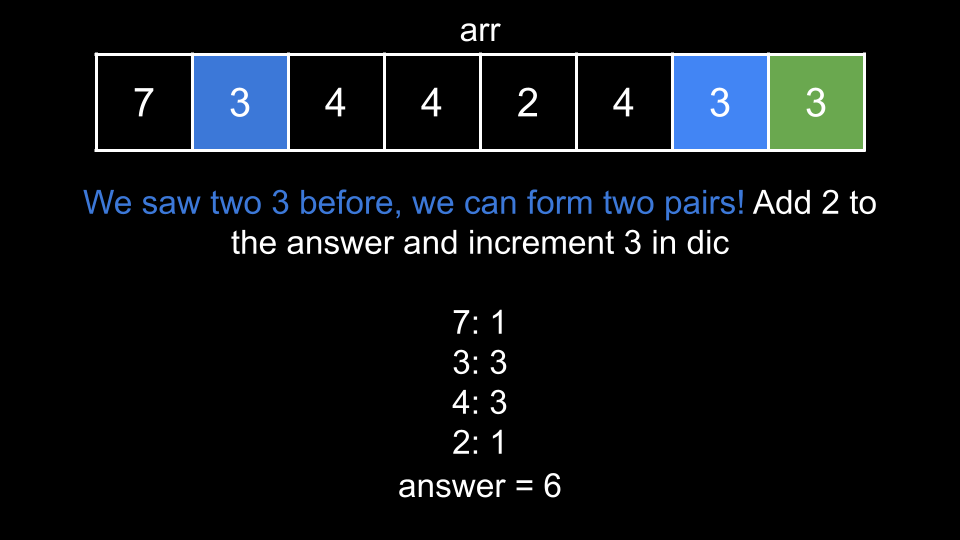 arr
7 3 4 4 2 4 3 3
We saw two 3 before, we can form two pairs! Add 2 to
the answer and increment 3 in dic
7: 1
3: 3
4: 3
2: 1
answer = 6